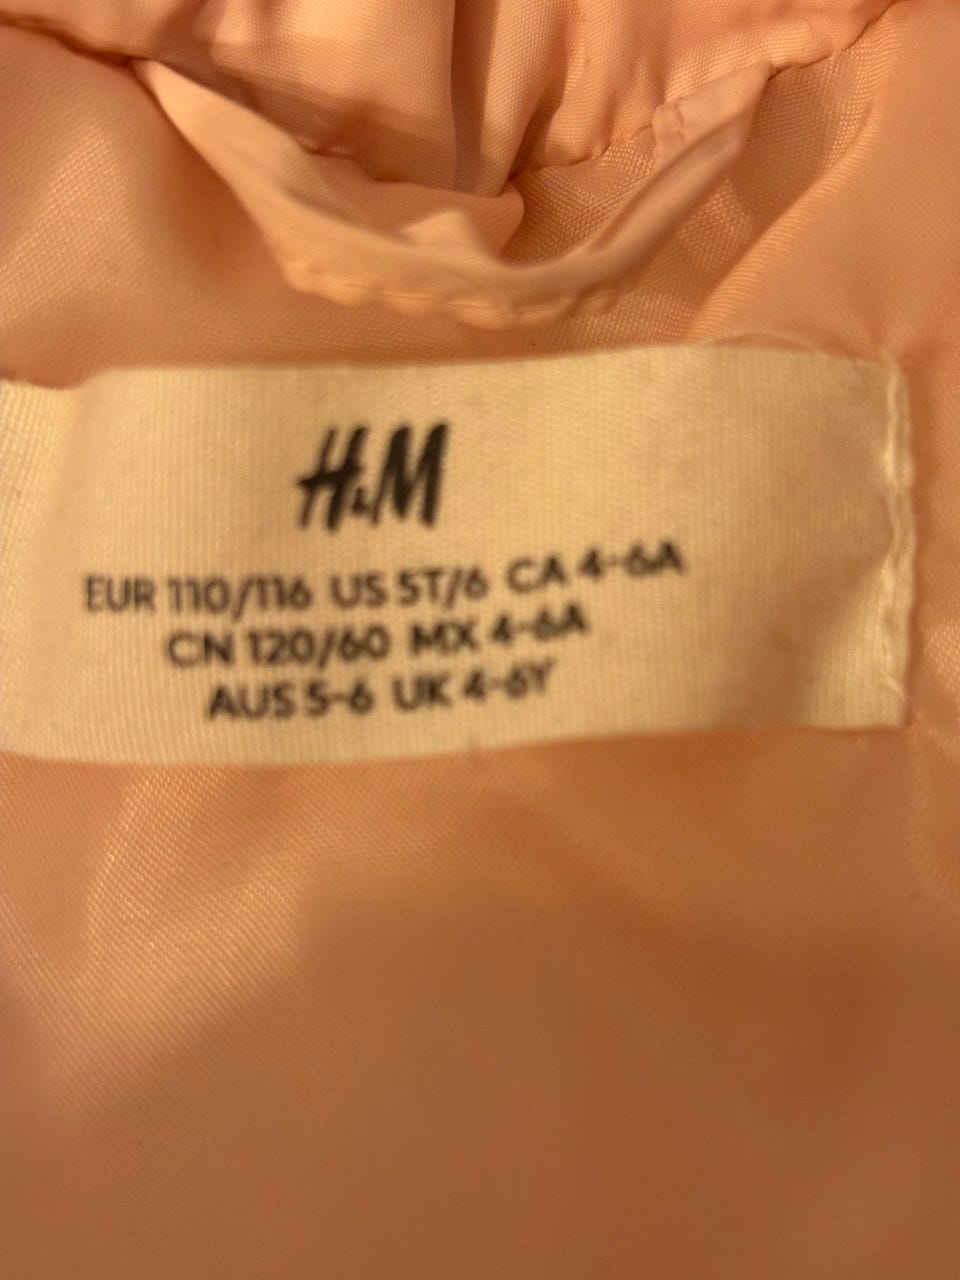 H&M
EUR 110/116 US 5T/6 CA 4-6A
CN 120/60 MX 4-6A
AUS 5-6 UK 4-6Y